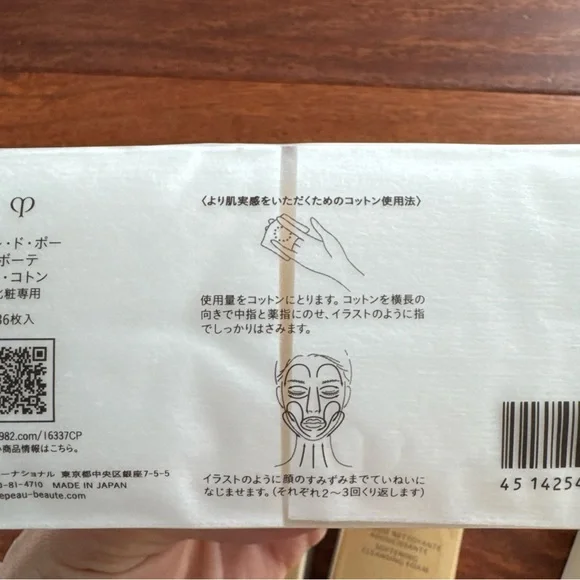 〈より肌実感をいただくためのコットン使用法〉
ル・ド・ポー
ボーテ
・コトン
化粧専用
36枚入
使用量をコットンにとります。コットンを横長の
向きで中指と薬指にのせ、イラストのように指
でしっかりはさみます。
982.com/16337CP
商品情報はこちら。
ーナショナル 東京都中央区銀座7-5-5
-81-4710 MADE IN JAPAN
epeau-beaute.com
イラストのように顔のすみずみまでていねいに
なじませます。(それぞれ2〜3回くり返します)
45 14254
SOFTENING
CLEANSING FOAM